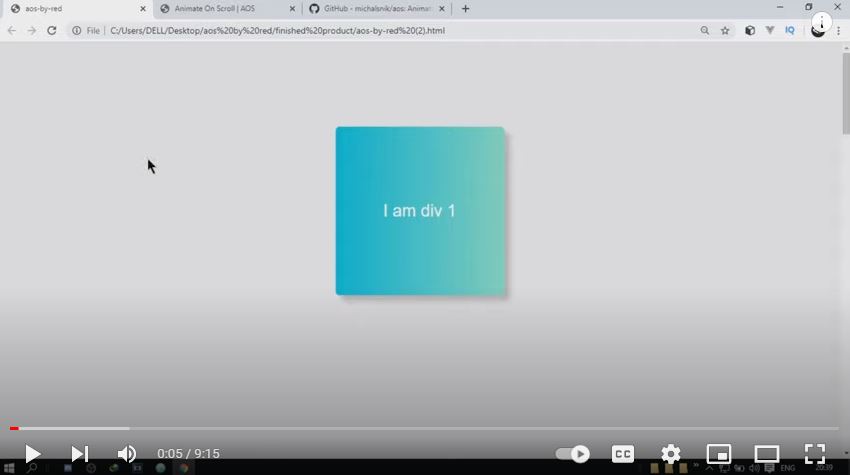 aos-by-red
Animate On Scroll | AOS
GitHub - michalsnik/aos: Animat
File
C:/Users/DELL/Desktop/aos%20by%20red/finished%20product/aos-by-red%20(2).html
IQ
I am div 1
0:05 / 9:15
CC
ENG
20:39